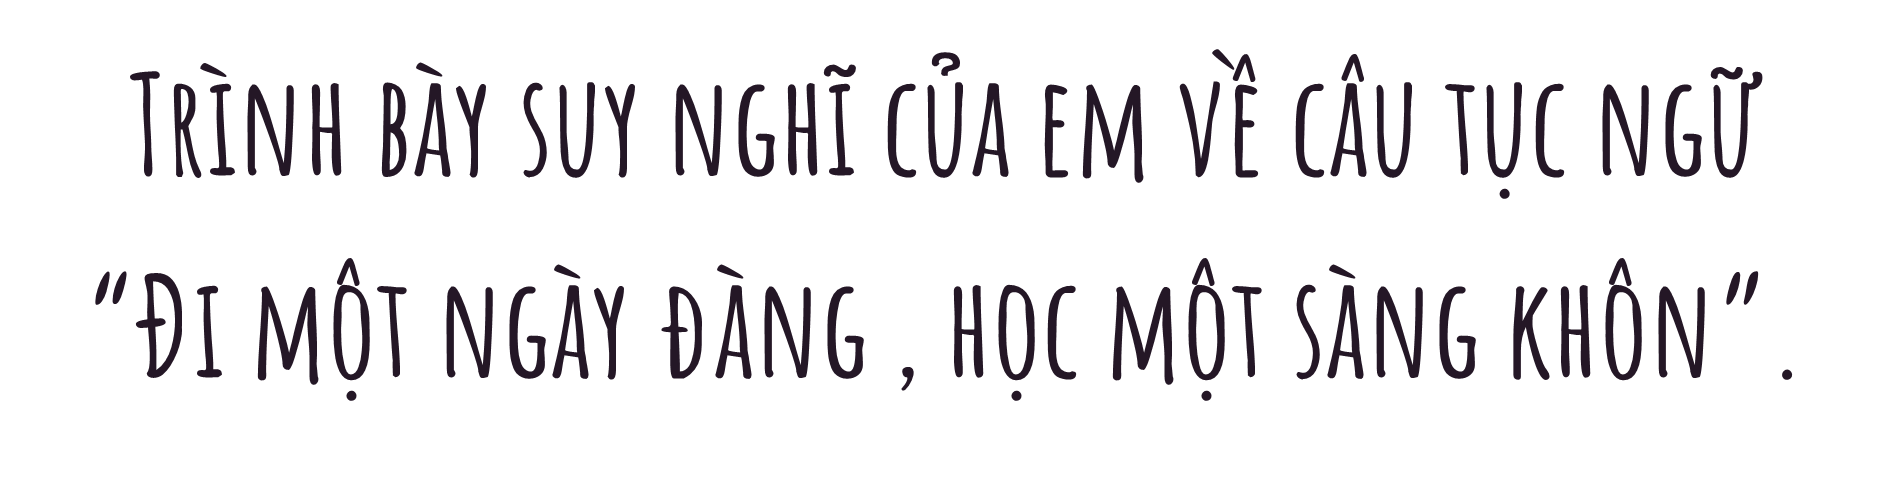 Trình bày suy nghĩ của em về câu tục ngữ
"Đi một ngày đàng , học một sàng khôn" .